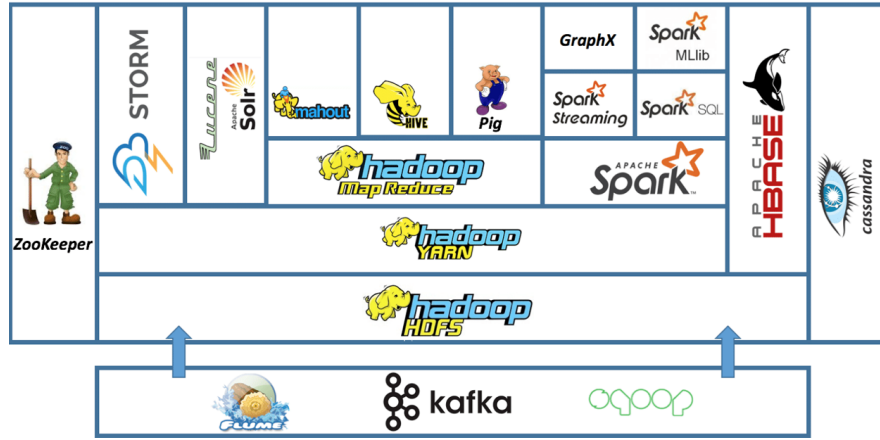 ZooKeeper
STORM
Lucene
Apache
Solr
mahout
HIVE
Pig
GraphX
Spark
MLlib
Spark
Streaming
Spark SQL
hadoop
Map Reduce
APACHE
Spark™
APACHE
HBASE
cassandra
hadoop
YARN
hadoop
HDFS
FLUME
kafka
sqoop